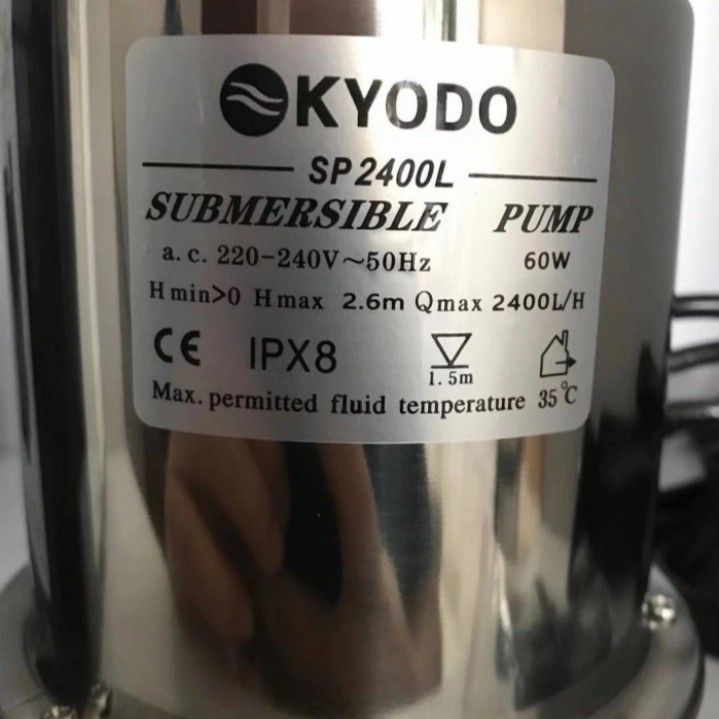 KYODO
SP2400L
SUBMERSIBLE PUMP
a.c. 220-240V~50Hz 60W
H min>0 H max 2.6m Qmax 2400L/H
CE IPX8
1.5m
Max. permitted fluid temperature 35℃